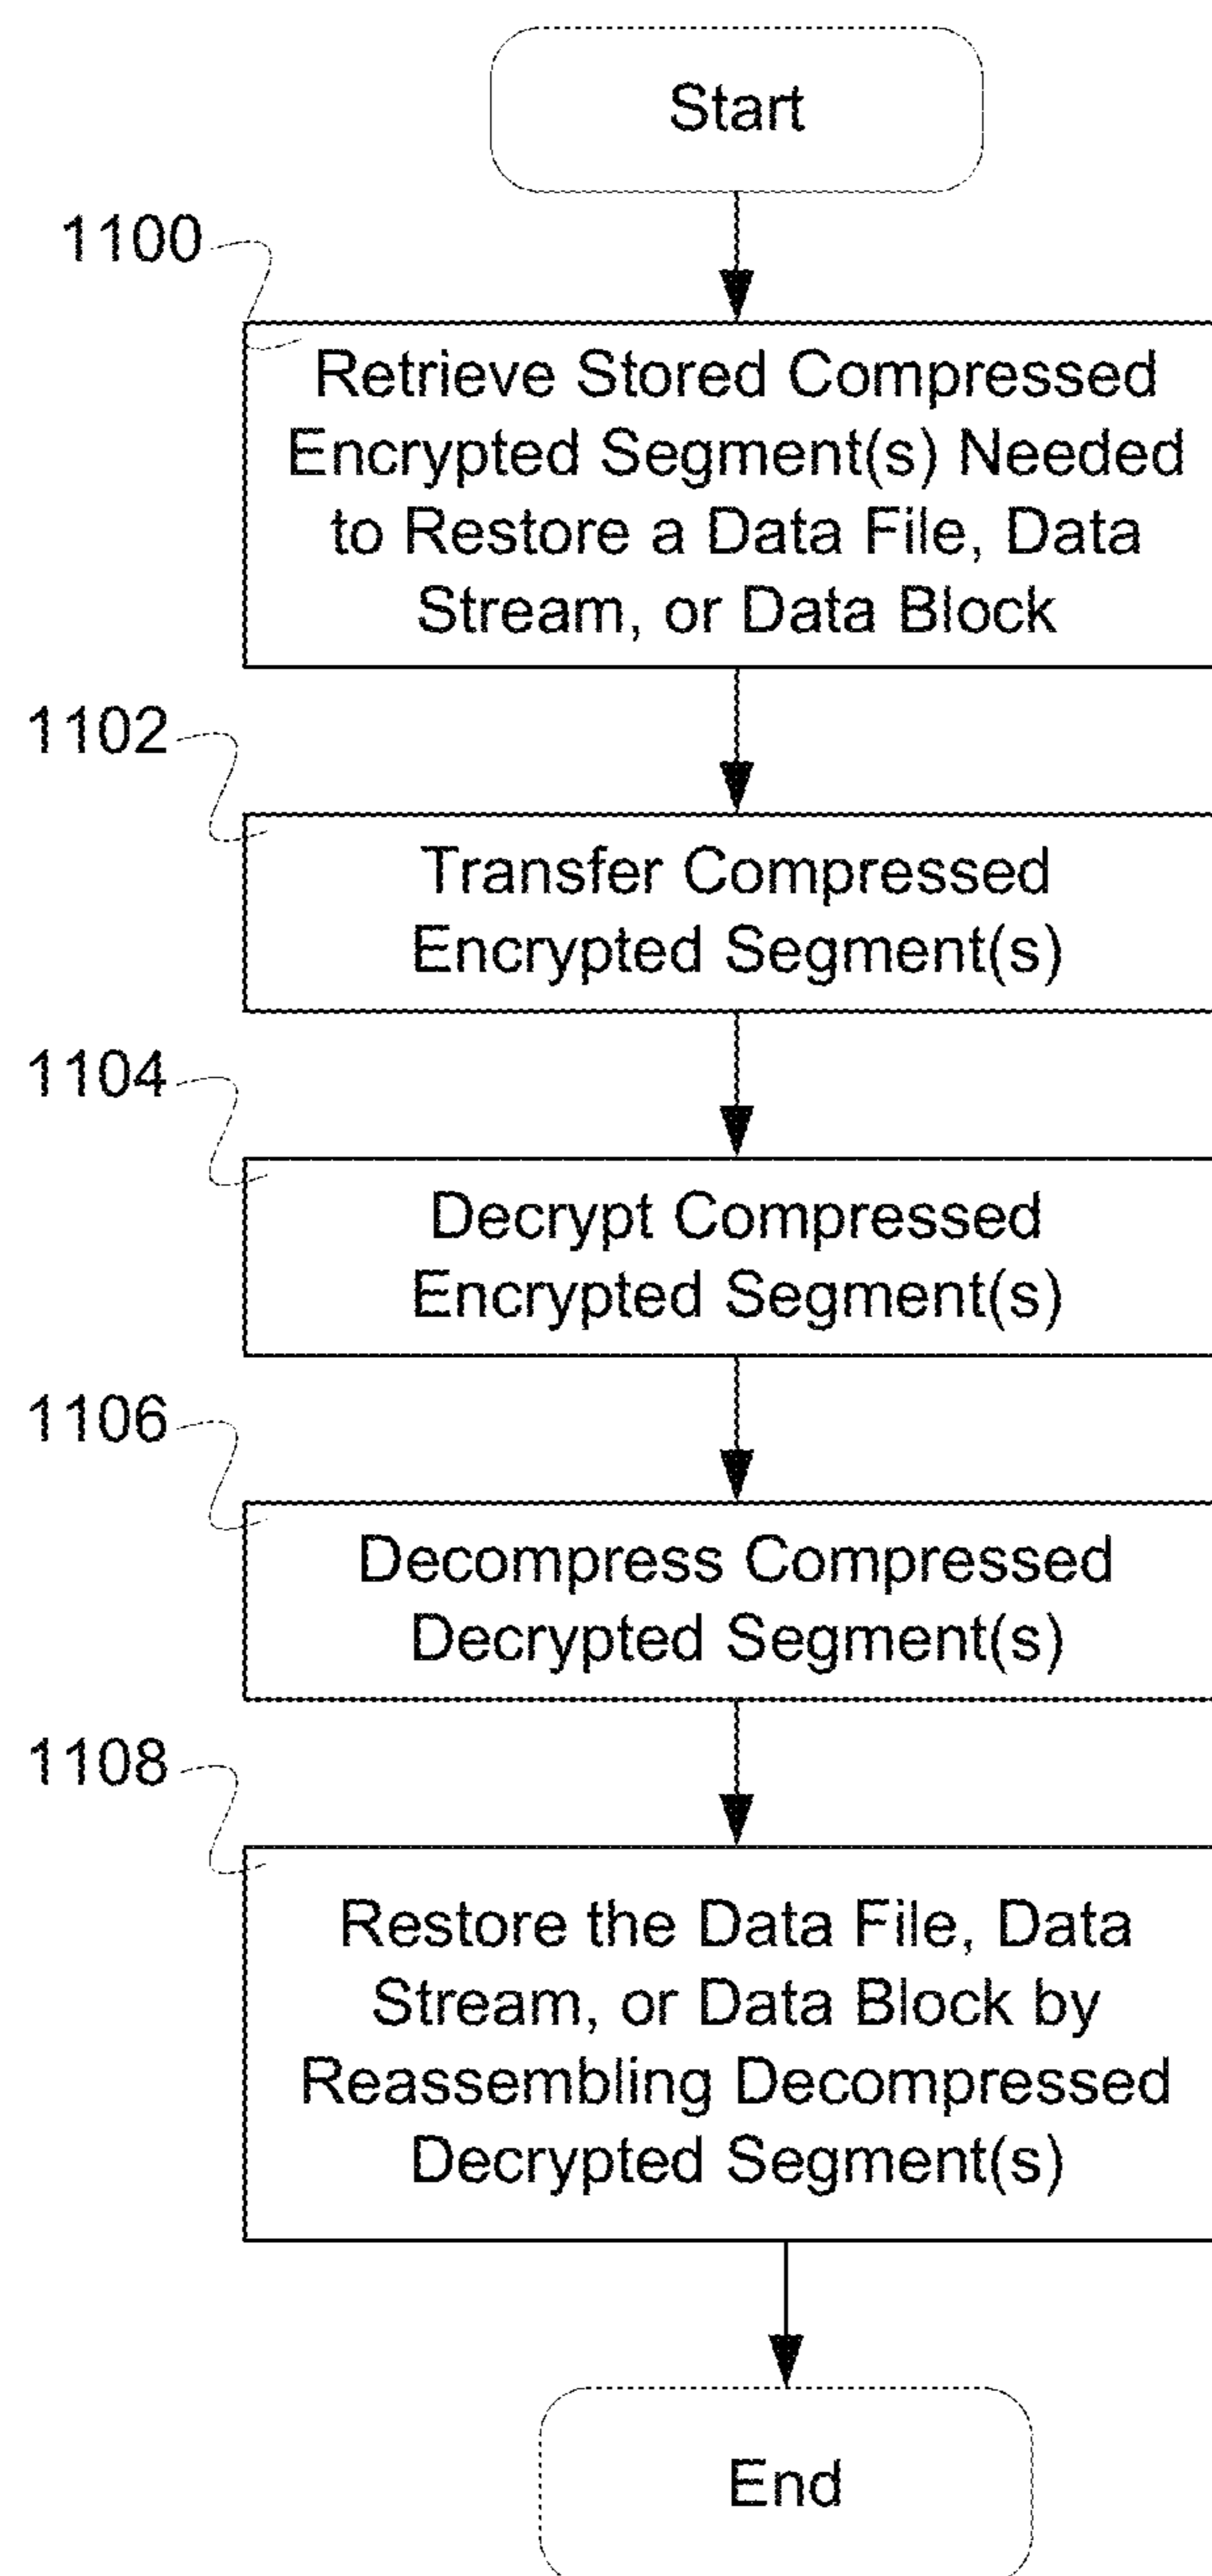 Start
1100
Retrieve Stored Compressed
Encrypted Segment(s) Needed
to Restore a Data File, Data
Stream, or Data Block
1102
Transfer Compressed
Encrypted Segment(s)
1104
Decrypt Compressed
Encrypted Segment(s)
1106
Decompress Compressed
Decrypted Segment(s)
1108
Restore the Data File, Data
Stream, or Data Block by
Reassembling Decompressed
Decrypted Segment(s)
End